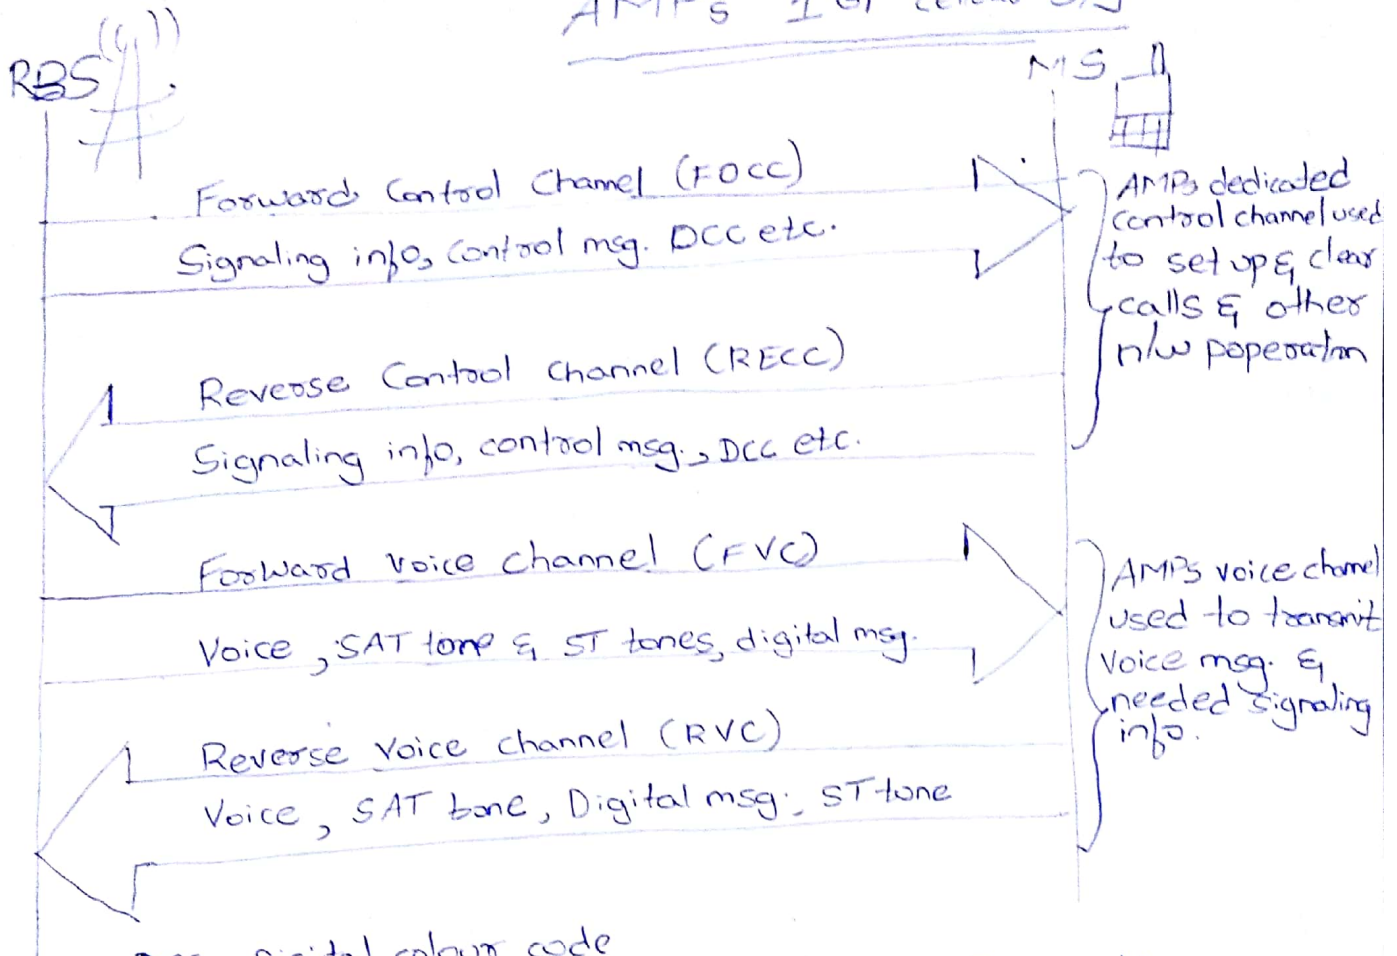 AMPs
RBS
MS
Forward Control Channel (FOCC)
Signaling info, control msg. DCC etc.
AMPs dedicated
control channel used
to set up & clear
calls & other
n/w poperation
Reverse Control Channel (RECC)
Signaling info, control msg., DCC etc.
Forward voice channel (FVC)
Voice, SAT tone & ST tones, digital msg.
AMPs voice channel
used to transmit
voice msg. &
needed signaling
info.
Reverse voice channel (RVC)
Voice, SAT tone, Digital msg., ST tone
Digital colour code